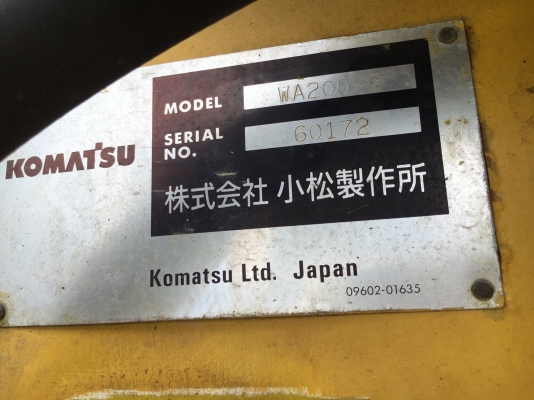 KOMATSU
MODEL WA200
SERIAL NO. 60172
株式会社 小松製作所
Komatsu Ltd. Japan
09602-01635